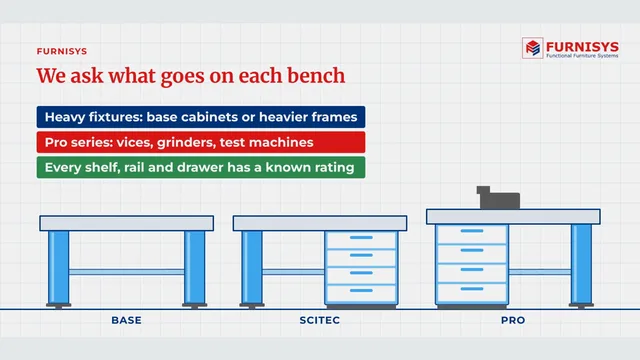 FURNISYS
FURNISYS
Functional Furniture Systems
We ask what goes on each bench
Heavy fixtures: base cabinets or heavier frames
Pro series: vices, grinders, test machines
Every shelf, rail and drawer has a known rating
BASE
SCITEC
PRO